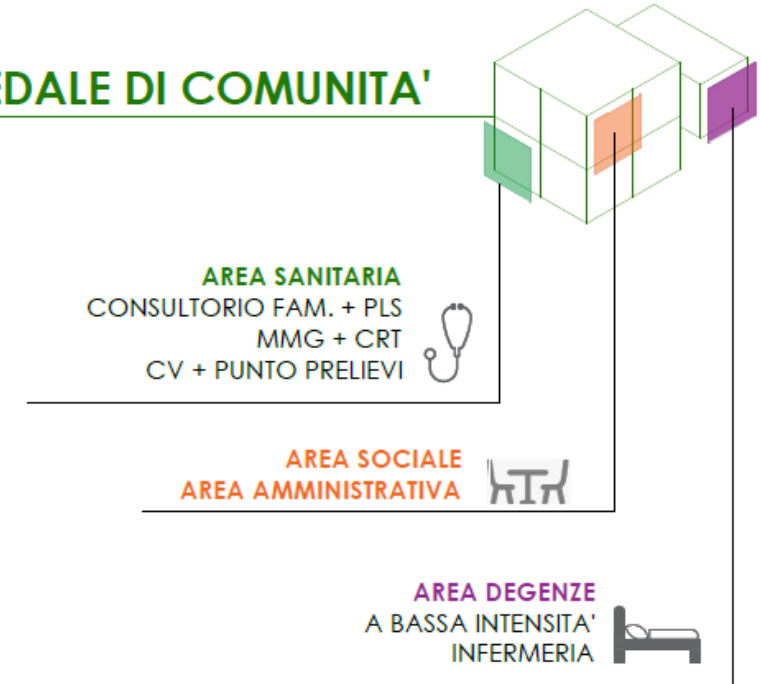 EDALE DI COMUNITA'
AREA SANITARIA
CONSULTORIO FAM. + PLS
MMG + CRT
CV + PUNTO PRELIEVI
AREA SOCIALE
AREA AMMINISTRATIVA
AREA DEGENZE
A BASSA INTENSITA'
INFERMERIA